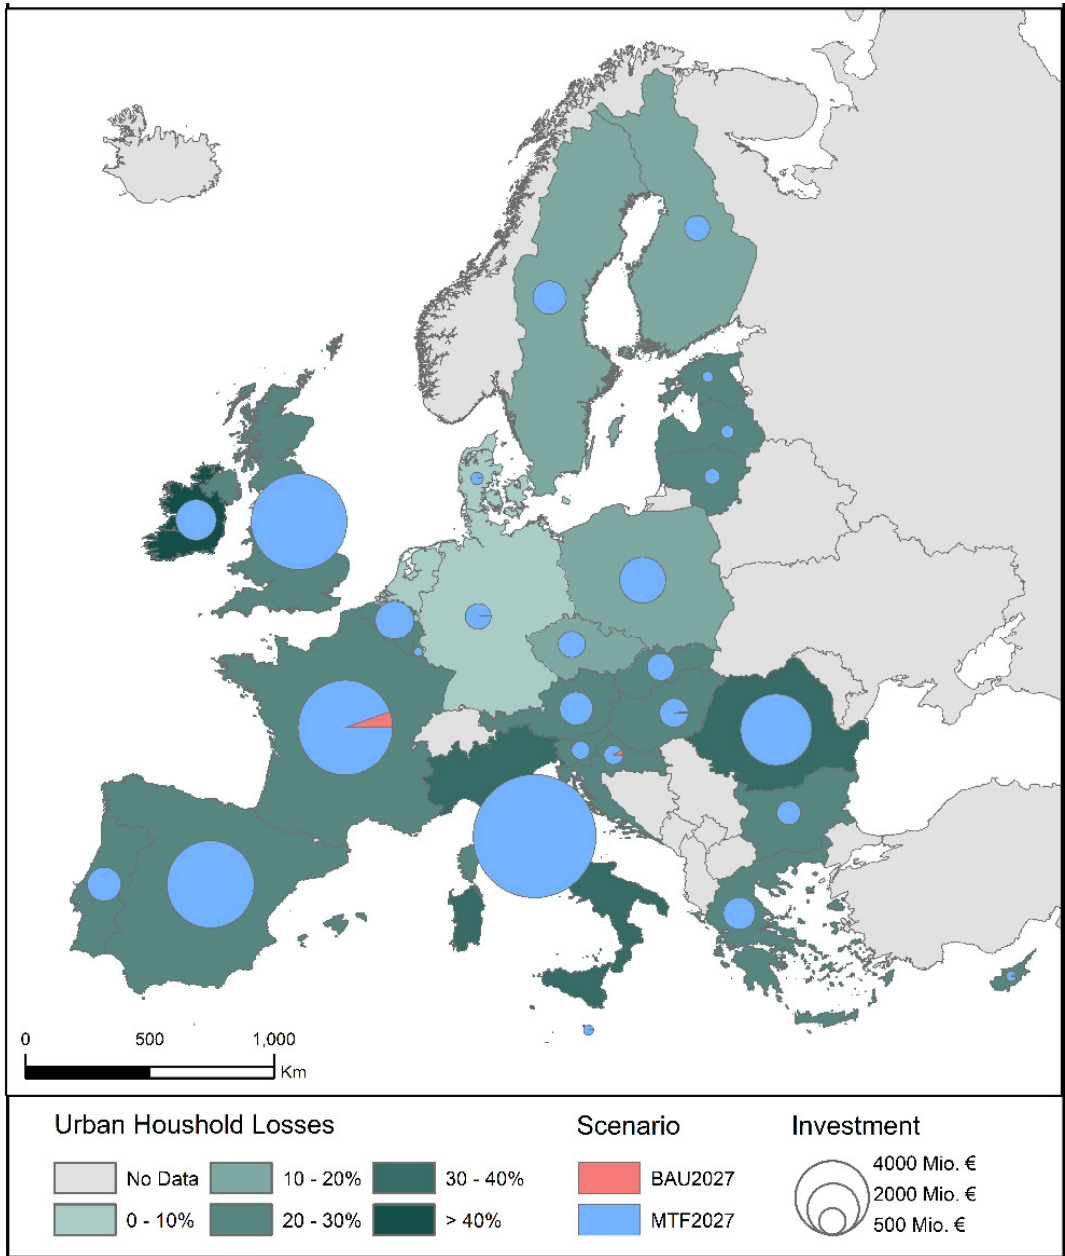 0 500 1,000
Km
Urban Houshold Losses
No Data
10 - 20%
30 - 40%
0 - 10%
20 - 30%
> 40%
Scenario
BAU2027
MTF2027
Investment
4000 Mio. €
2000 Mio. €
500 Mio. €